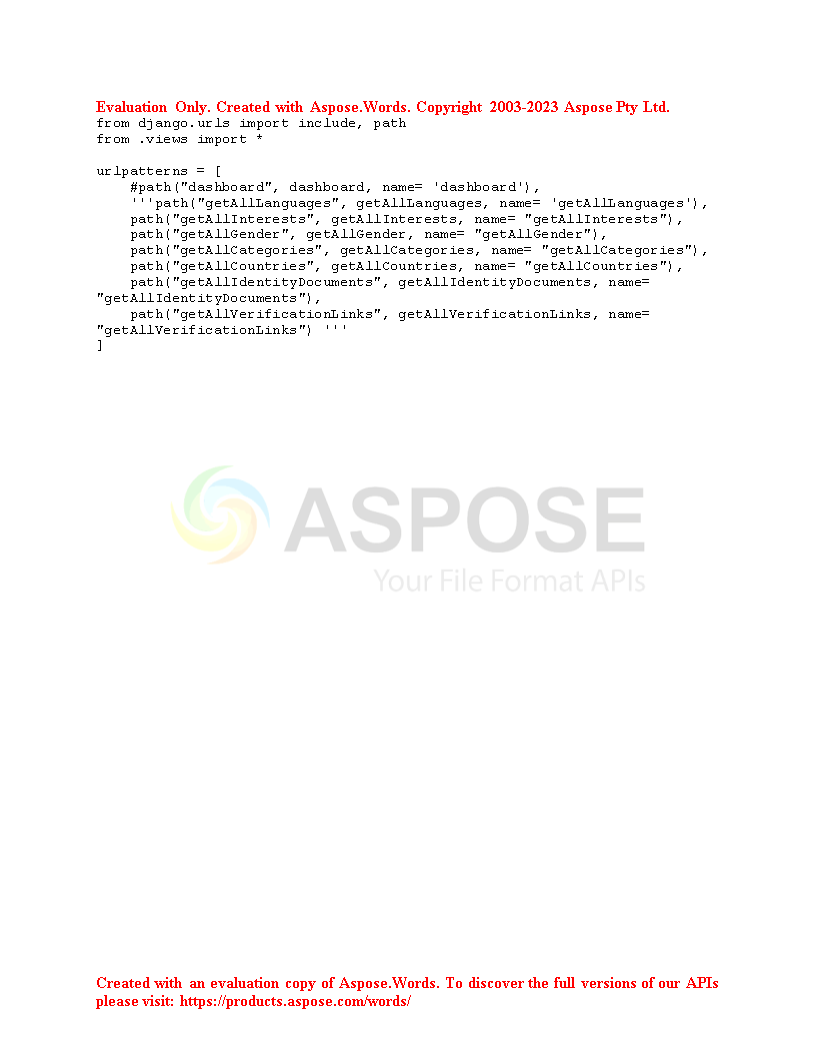 Evaluation Only. Created with Aspose.Words. Copyright 2003-2023 Aspose Pty Ltd.
from django.urls import include, path
from .views import *
urlpatterns = [
    #path("dashboard", dashboard, name= 'dashboard'),
    '''path("getAllLanguages", getAllLanguages, name= 'getAllLanguages'),
    path("getAllInterests", getAllInterests, name= "getAllInterests"),
    path("getAllGender", getAllGender, name= "getAllGender"),
    path("getAllCategories", getAllCategories, name= "getAllCategories"),
    path("getAllCountries", getAllCountries, name= "getAllCountries"),
    path("getAllIdentityDocuments", getAllIdentityDocuments, name=
"getAllIdentityDocuments"),
    path("getAllVerificationLinks", getAllVerificationLinks, name=
"getAllVerificationLinks") '''
]
ASPOSE
Your File Format APIs
Created with an evaluation copy of Aspose.Words. To discover the full versions of our APIs
please visit: https://products.aspose.com/words/